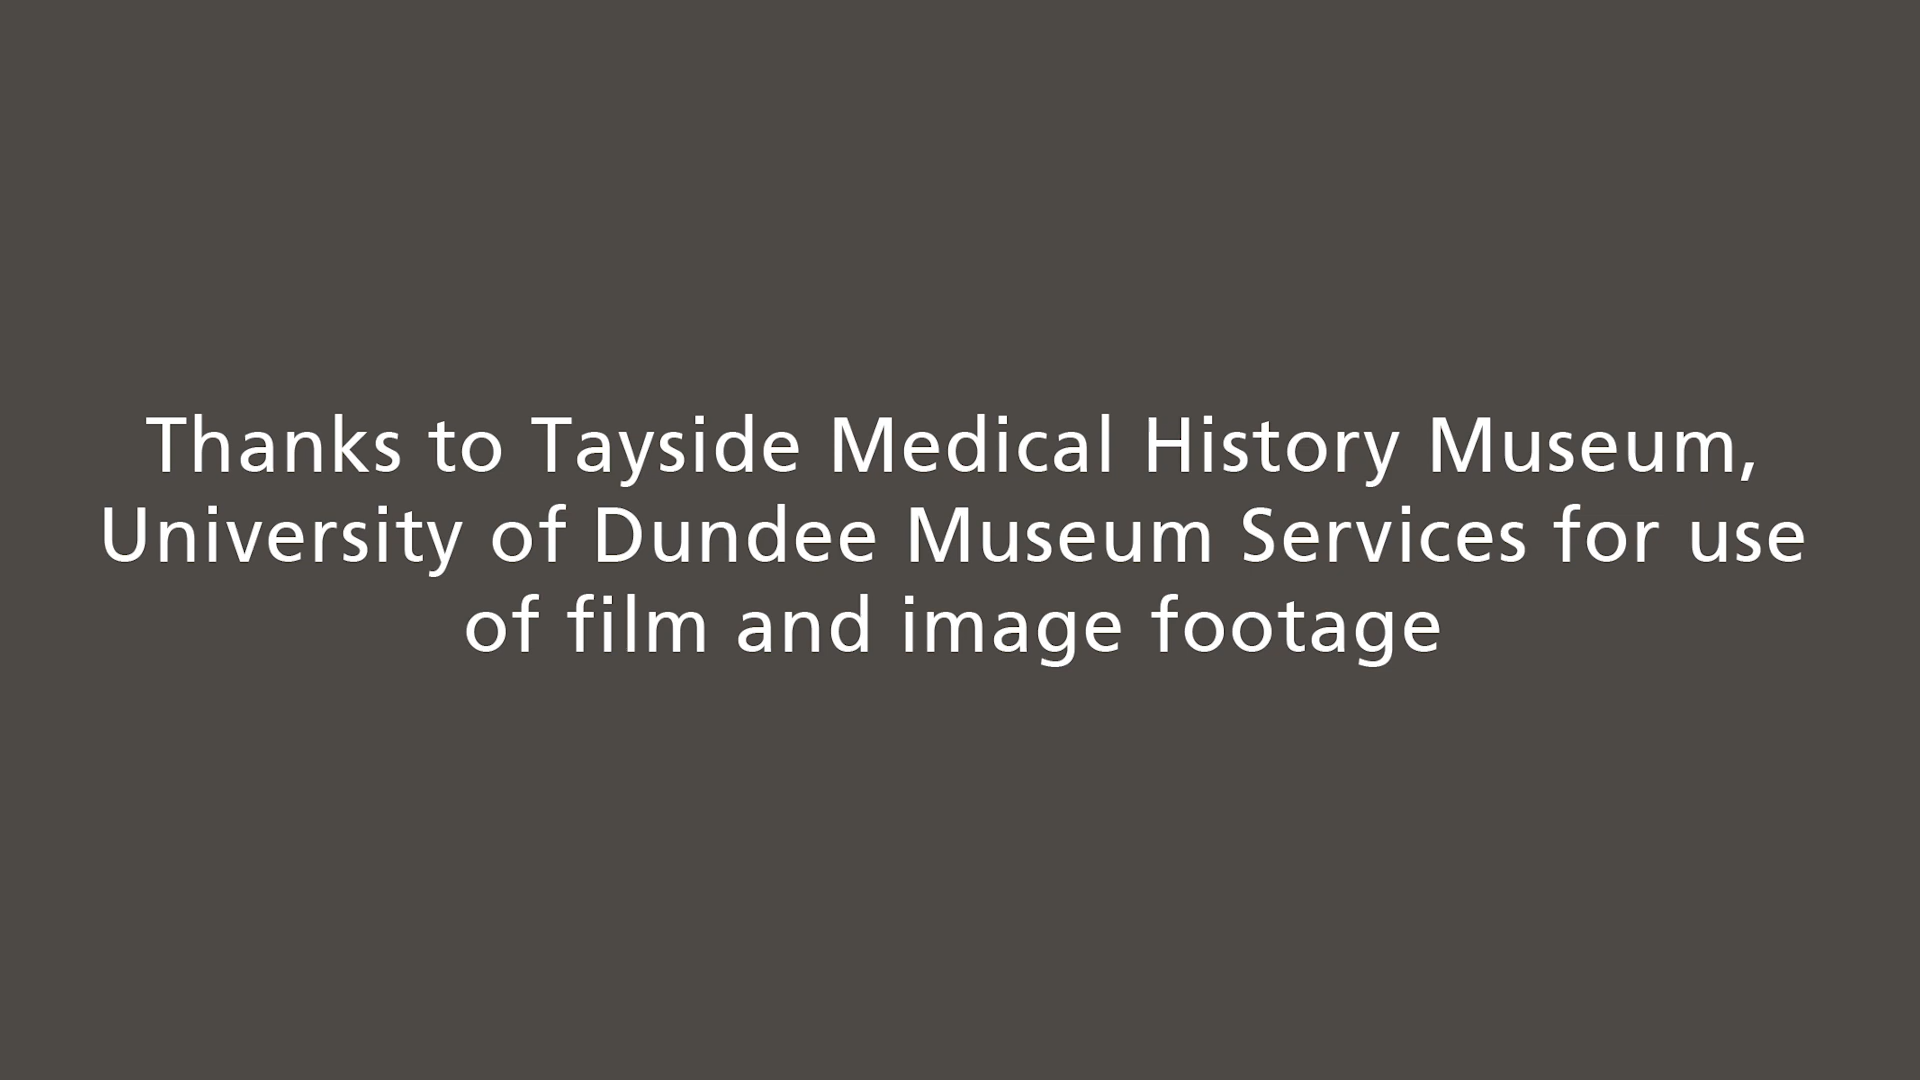 Thanks to Tayside Medical History Museum,
University of Dundee Museum Services for use
of film and image footage